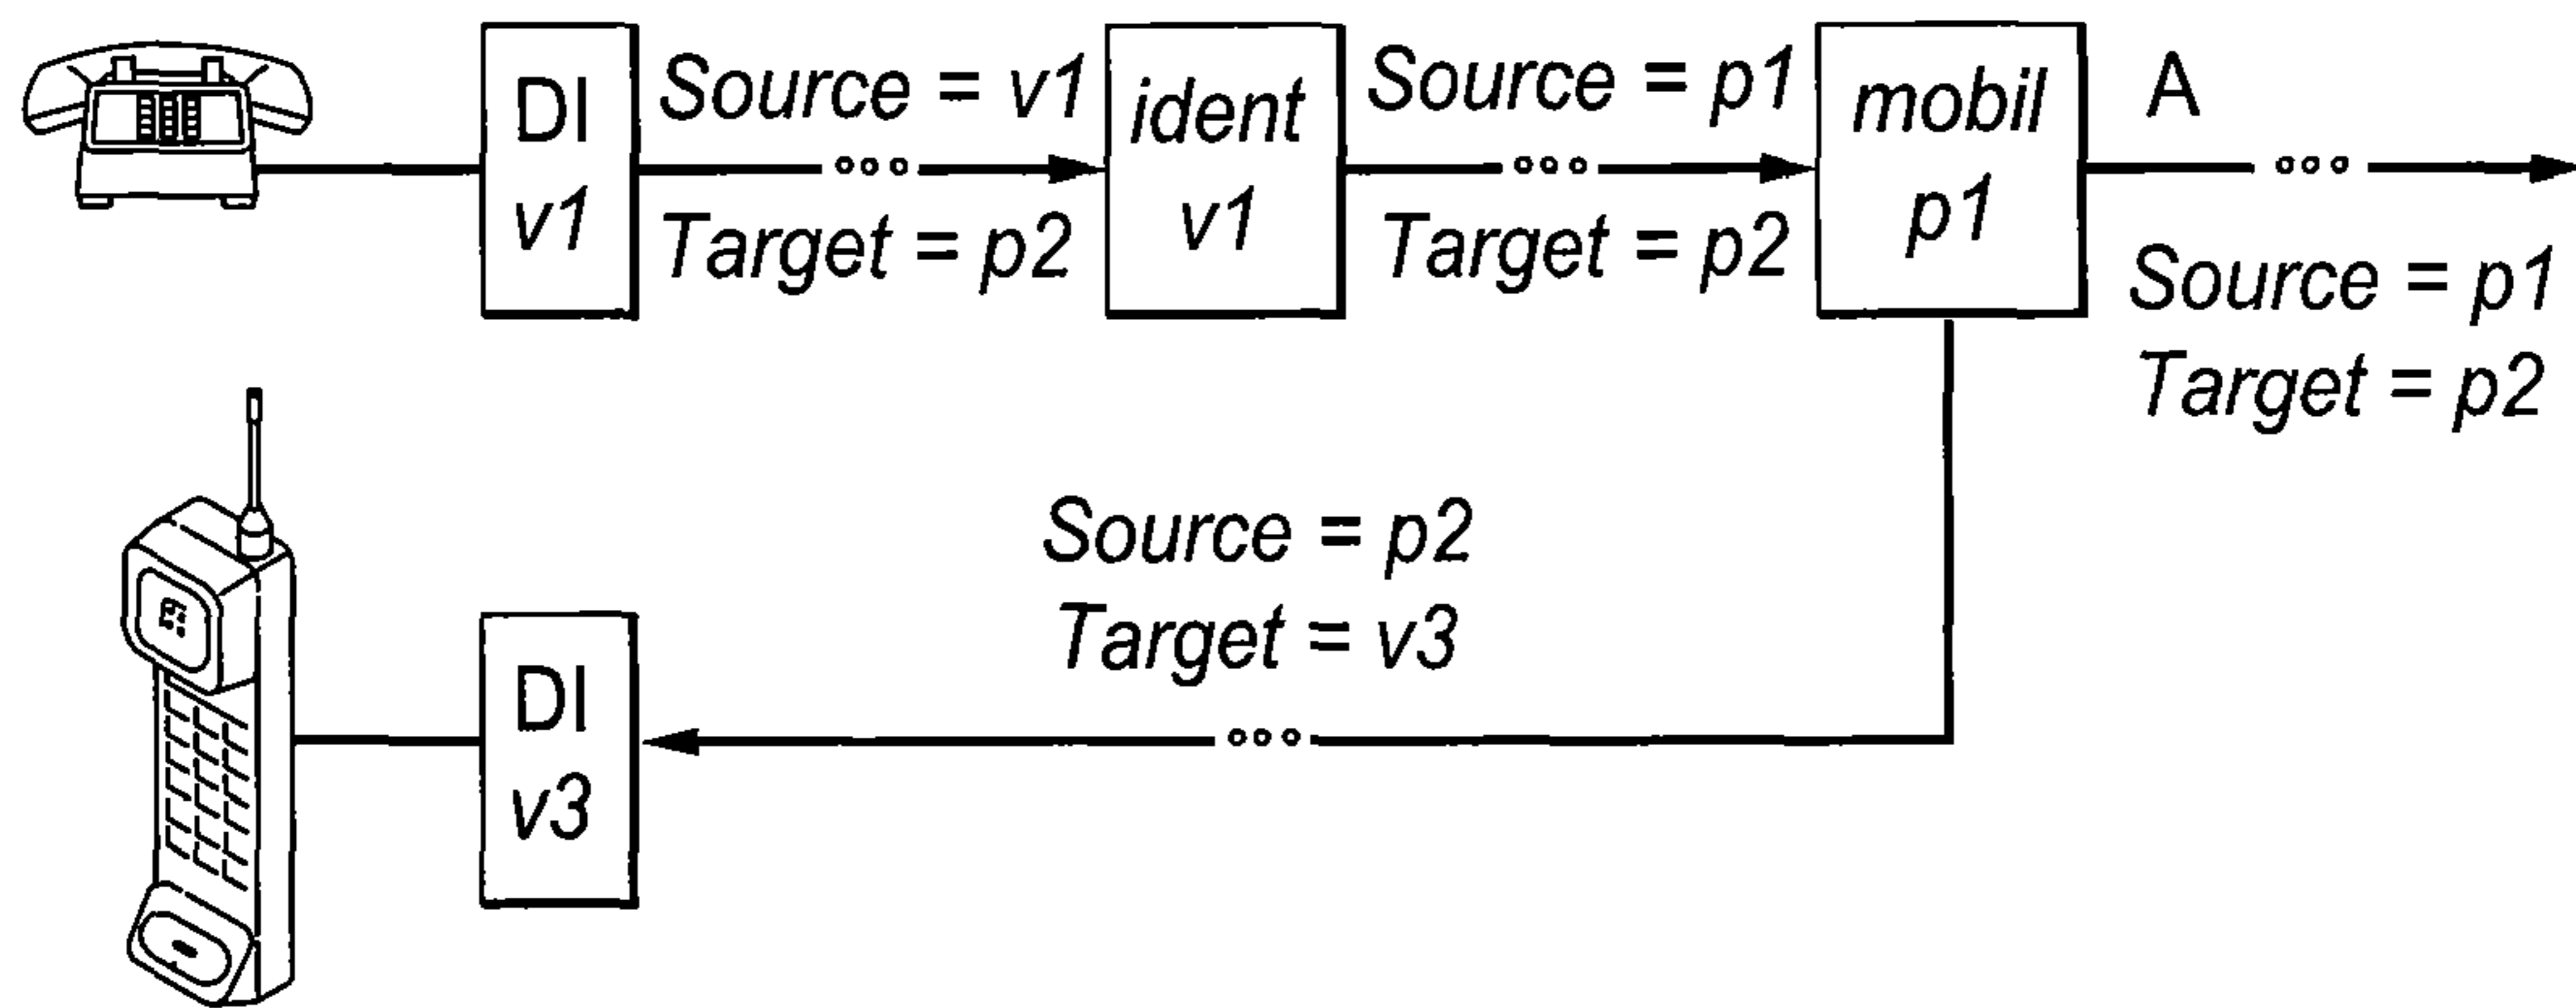 DI
v1
Source = v1
Target = p2
ident
v1
Source = p1
Target = p2
mobil
p1
A
Source = p1
Target = p2
Source = p2
Target = v3
DI
v3